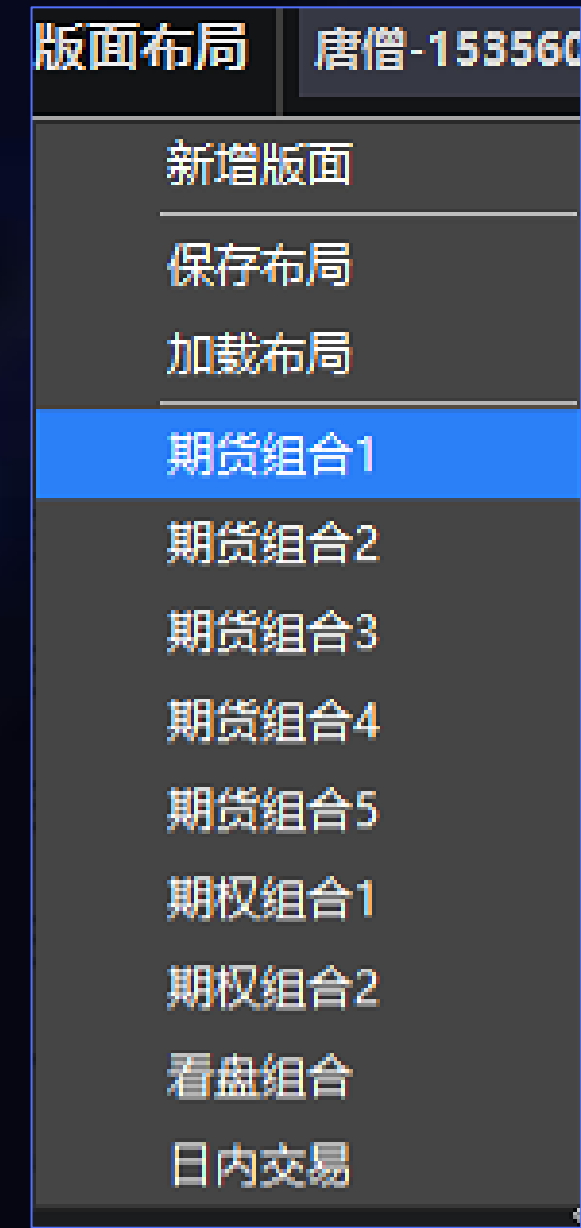 版面布局 唐僧-153560
新增版面
保存布局
加载布局
期货组合1
期货组合2
期货组合3
期货组合4
期货组合5
期权组合1
期权组合2
看盘组合
日内交易